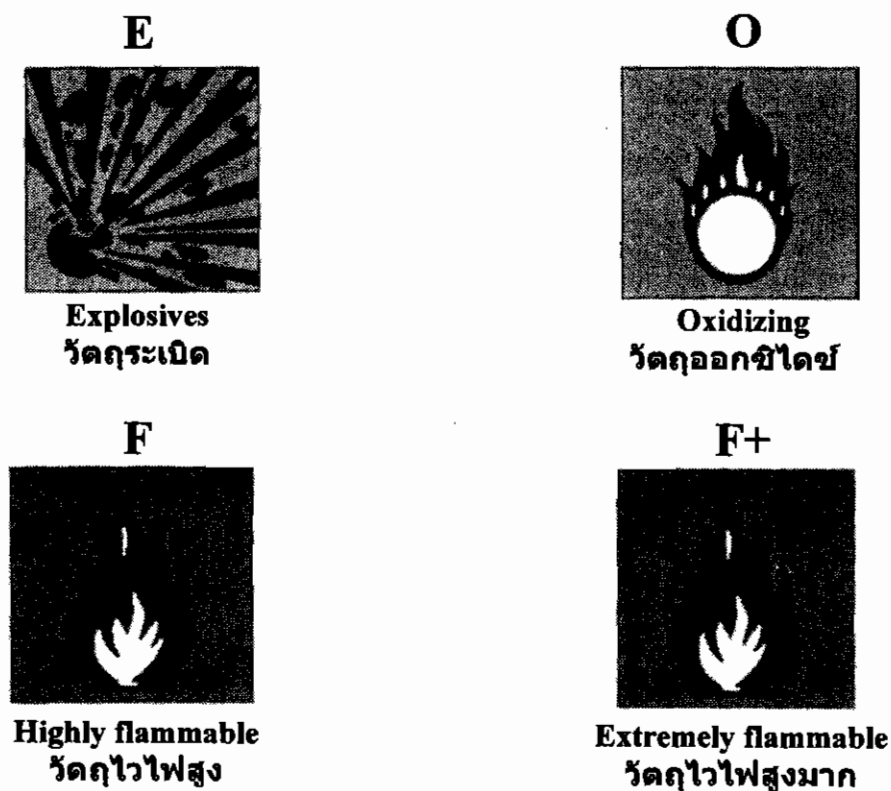 E
O
Explosives
วัตถุระเบิด
Oxidizing
วัตถุออกซิไดซ์
F
F+
Highly flammable
วัตถุไวไฟสูง
Extremely flammable
วัตถุไวไฟสูงมาก